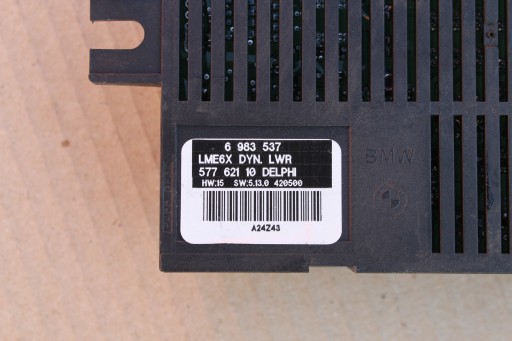 6 983 537
LME6X DYN. LWR
577 621 10 DELPHI
HW:15 SW:5.13.0 420500
A24Z43
BMW